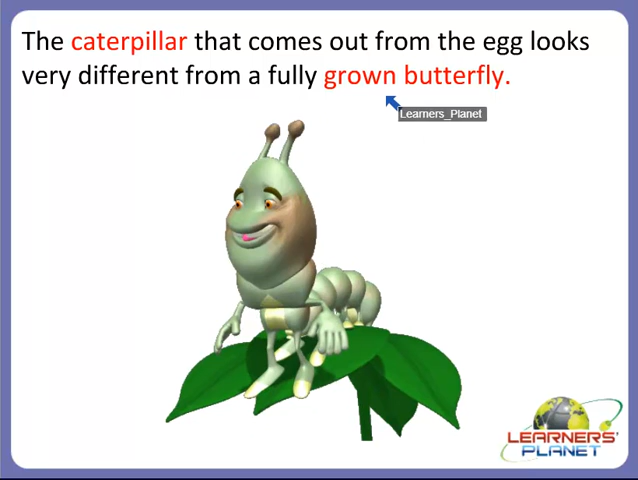 The caterpillar that comes out from the egg looks
very different from a fully grown butterfly.
Learners_Planet
LEARNERS'
PLANET